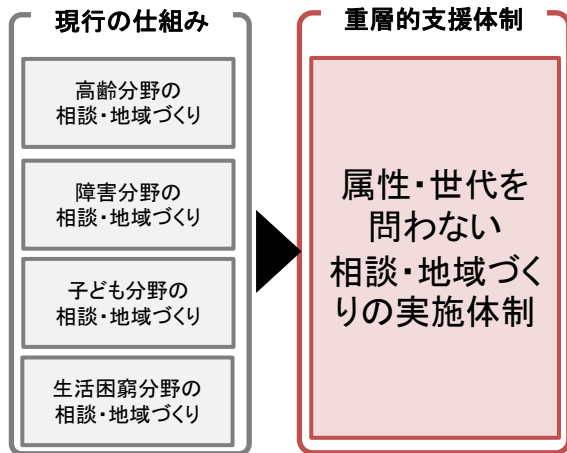 現行の仕組み
高齢分野の
相談・地域づくり
障害分野の
相談・地域づくり
子ども分野の
相談・地域づくり
生活困窮分野の
相談・地域づくり
重層的支援体制
属性・世代を
問わない
相談・地域づく
りの実施体制